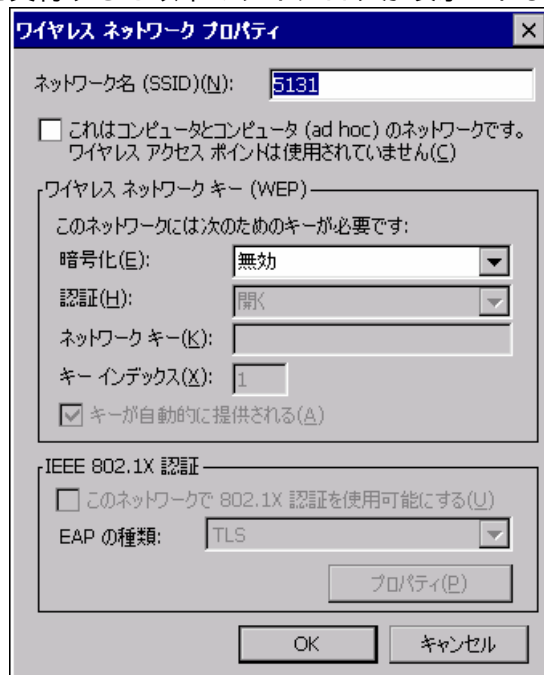 ワイヤレス ネットワーク プロパティ
ネットワーク名 (SSID)(N): 5131
これはコンピュータとコンピュータ (ad hoc) のネットワークです。
ワイヤレス アクセス ポイントは使用されていません(C)
ワイヤレス ネットワーク キー (WEP)
このネットワークには次のためのキーが必要です:
暗号化(E): 無効
認証(H): 開く
ネットワーク キー(K):
キー インデックス(X): 1
キーが自動的に提供される(A)
IEEE 802.1X 認証
このネットワークで 802.1X 認証を使用可能にする(U)
EAP の種類: TLS
プロパティ(P)
OK キャンセル